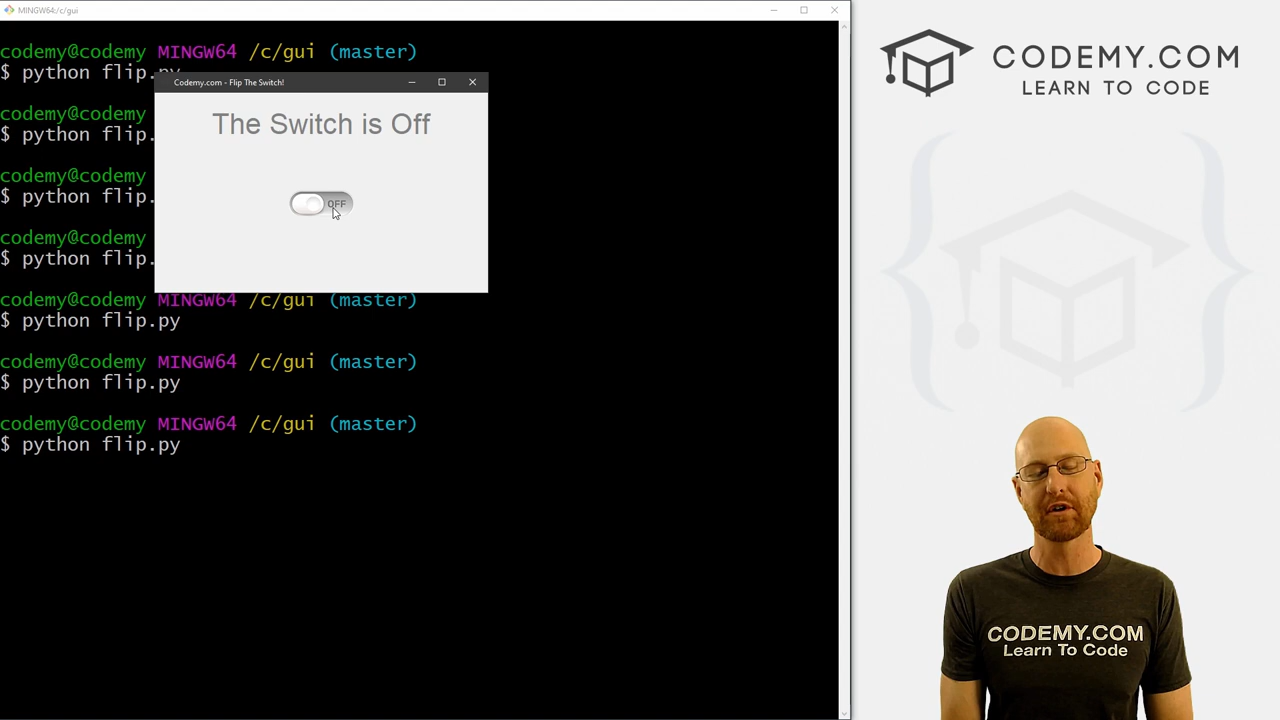 MINGW64:/c/gui
codemy@codemy MINGW64 /c/gui (master)
$ python flip.py
codemy@codemy
$ python flip.
codemy@codemy
$ python flip.
codemy@codemy
$ python flip.
codemy@codemy MINGW64 /c/gui (master)
$ python flip.py
codemy@codemy MINGW64 /c/gui (master)
$ python flip.py
codemy@codemy MINGW64 /c/gui (master)
$ python flip.py
Codemy.com - Flip The Switch!
The Switch is Off
OFF
CODEMY.COM
LEARN TO CODE
CODEMY.COM
Learn To Code